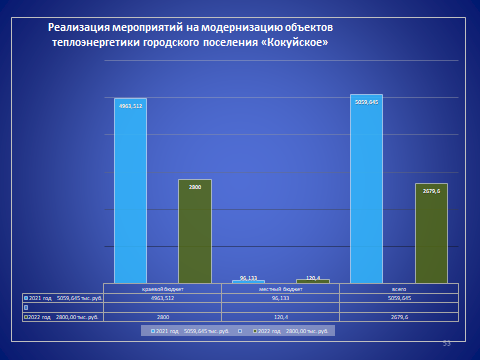 Реализация мероприятий на модернизацию объектов
теплоэнергетики городского поселения «Кокуйское»
4963,512
2800
96,133
120,4
5059,645
2679,6
краевой бюджет местный бюджет всего
2021 год 5059,645 тыс. руб. 4963,512 96,133 5059,645
2022 год 2800,00 тыс. руб. 2800 120,4 2679,6
2021 год 5059,645 тыс. руб. 2022 год 2800,00 тыс. руб.
53